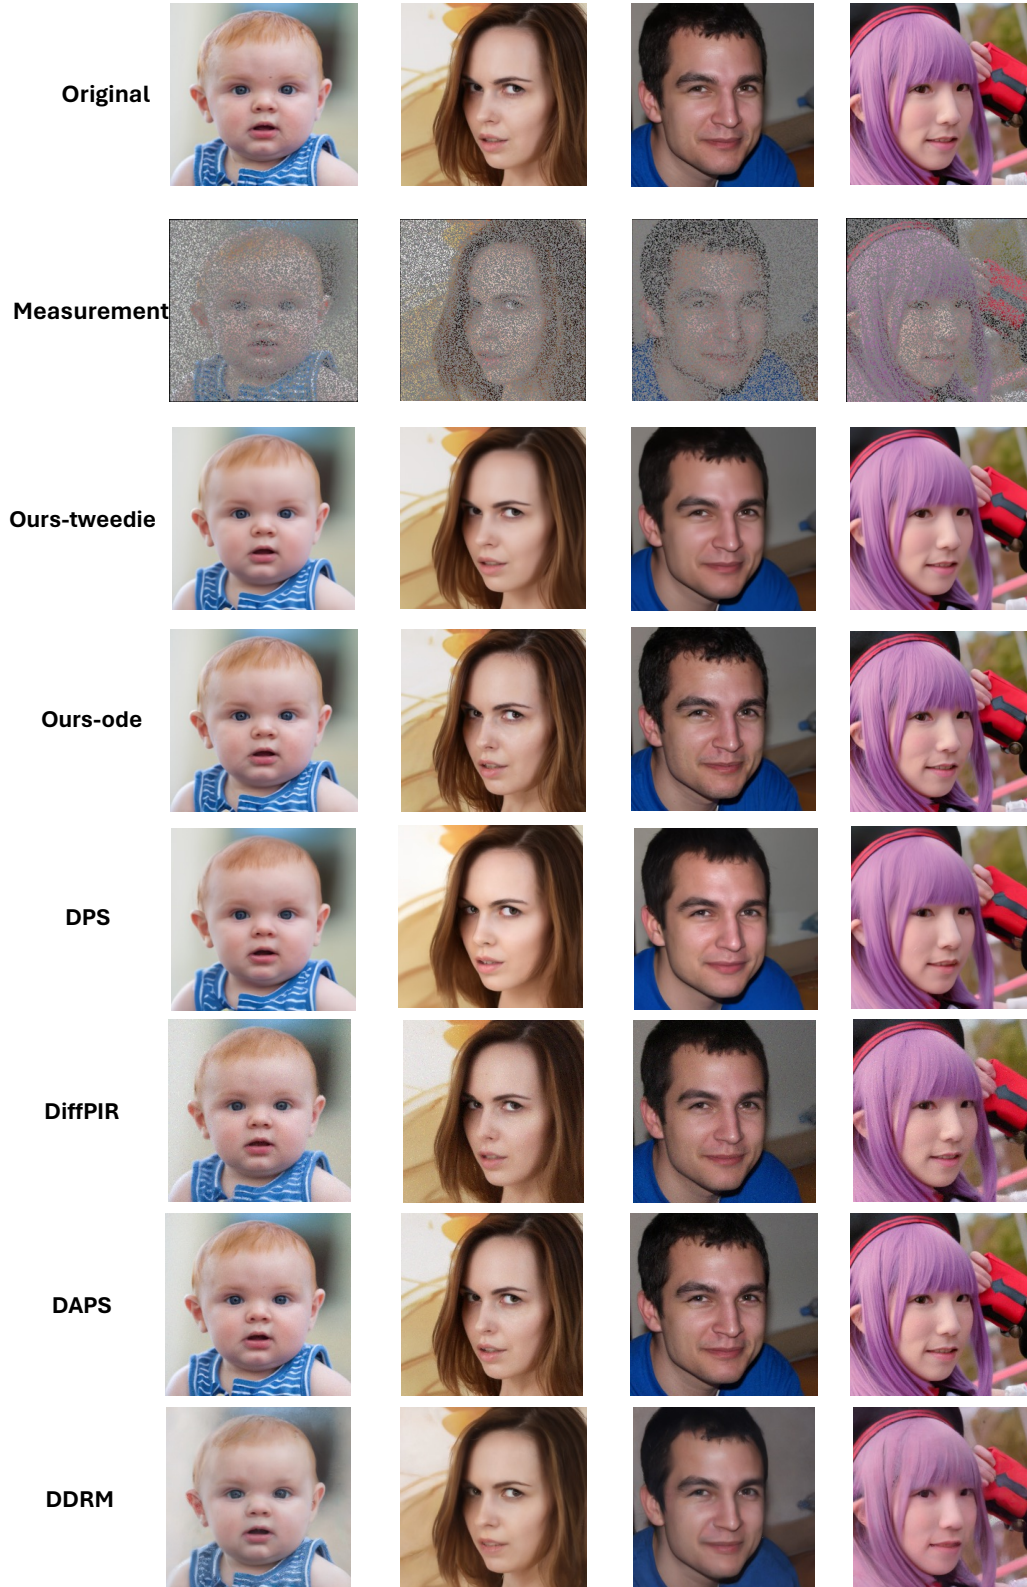 Original
Measurement
Ours-tweedie
Ours-ode
DPS
DiffPIR
DAPS
DDRM